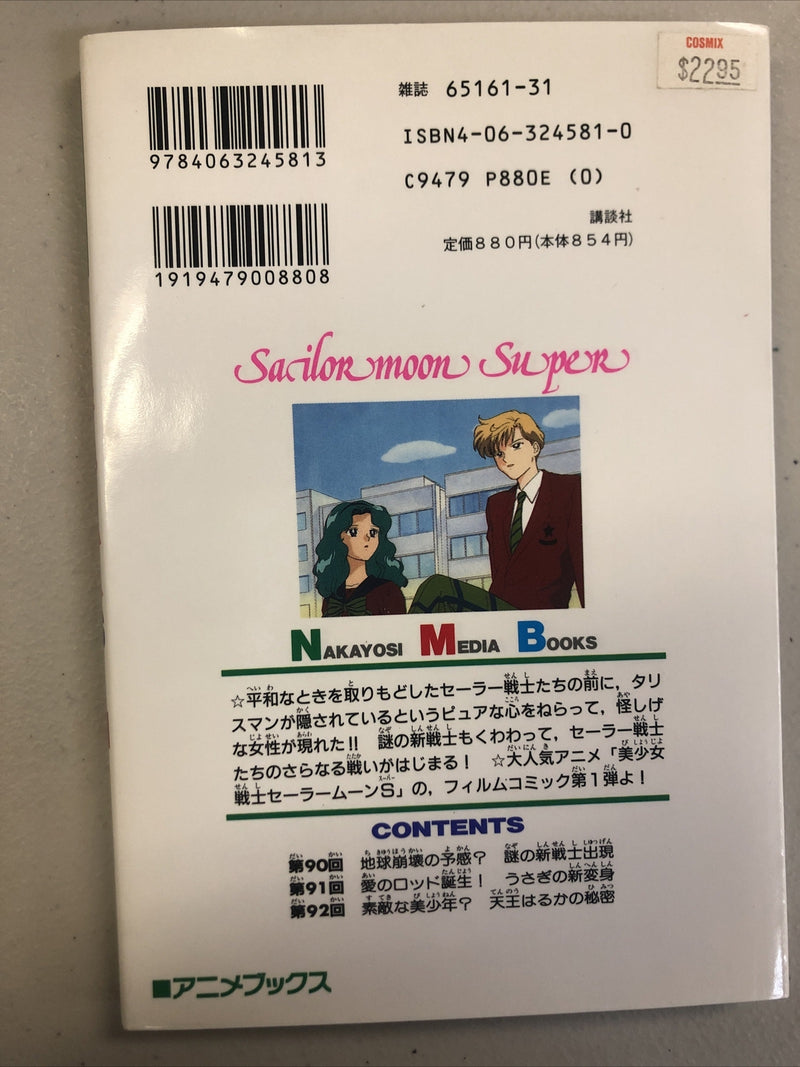 COSMIX
$22.95
雑誌 65161-31
9784063245813
ISBN4-06-324581-0
C9479 P880E (0)
講談社
定価880円(本体854円)
1919479008808
Sailor moon Super
NAKAYOSI MEDIA BOOKS
☆平和なときを取りもどしたセーラー戦士たちの前に，タリ
スマンが隠されているというピュアな心をねらって，怪しげ
な女性が現れた!! 謎の新戦士もくわわって，セーラー戦士
たちのさらなる戦いがはじまる! ☆大人気アニメ「美少女
戦士セーラームーンS」の，フィルムコミック第1弾よ!
CONTENTS
第90回 地球崩壊の予感? 謎の新戦士出現
第91回 愛のロッド誕生! うさぎの新変身
第92回 素敵な美少年? 天王はるかの秘密
■アニメブックス